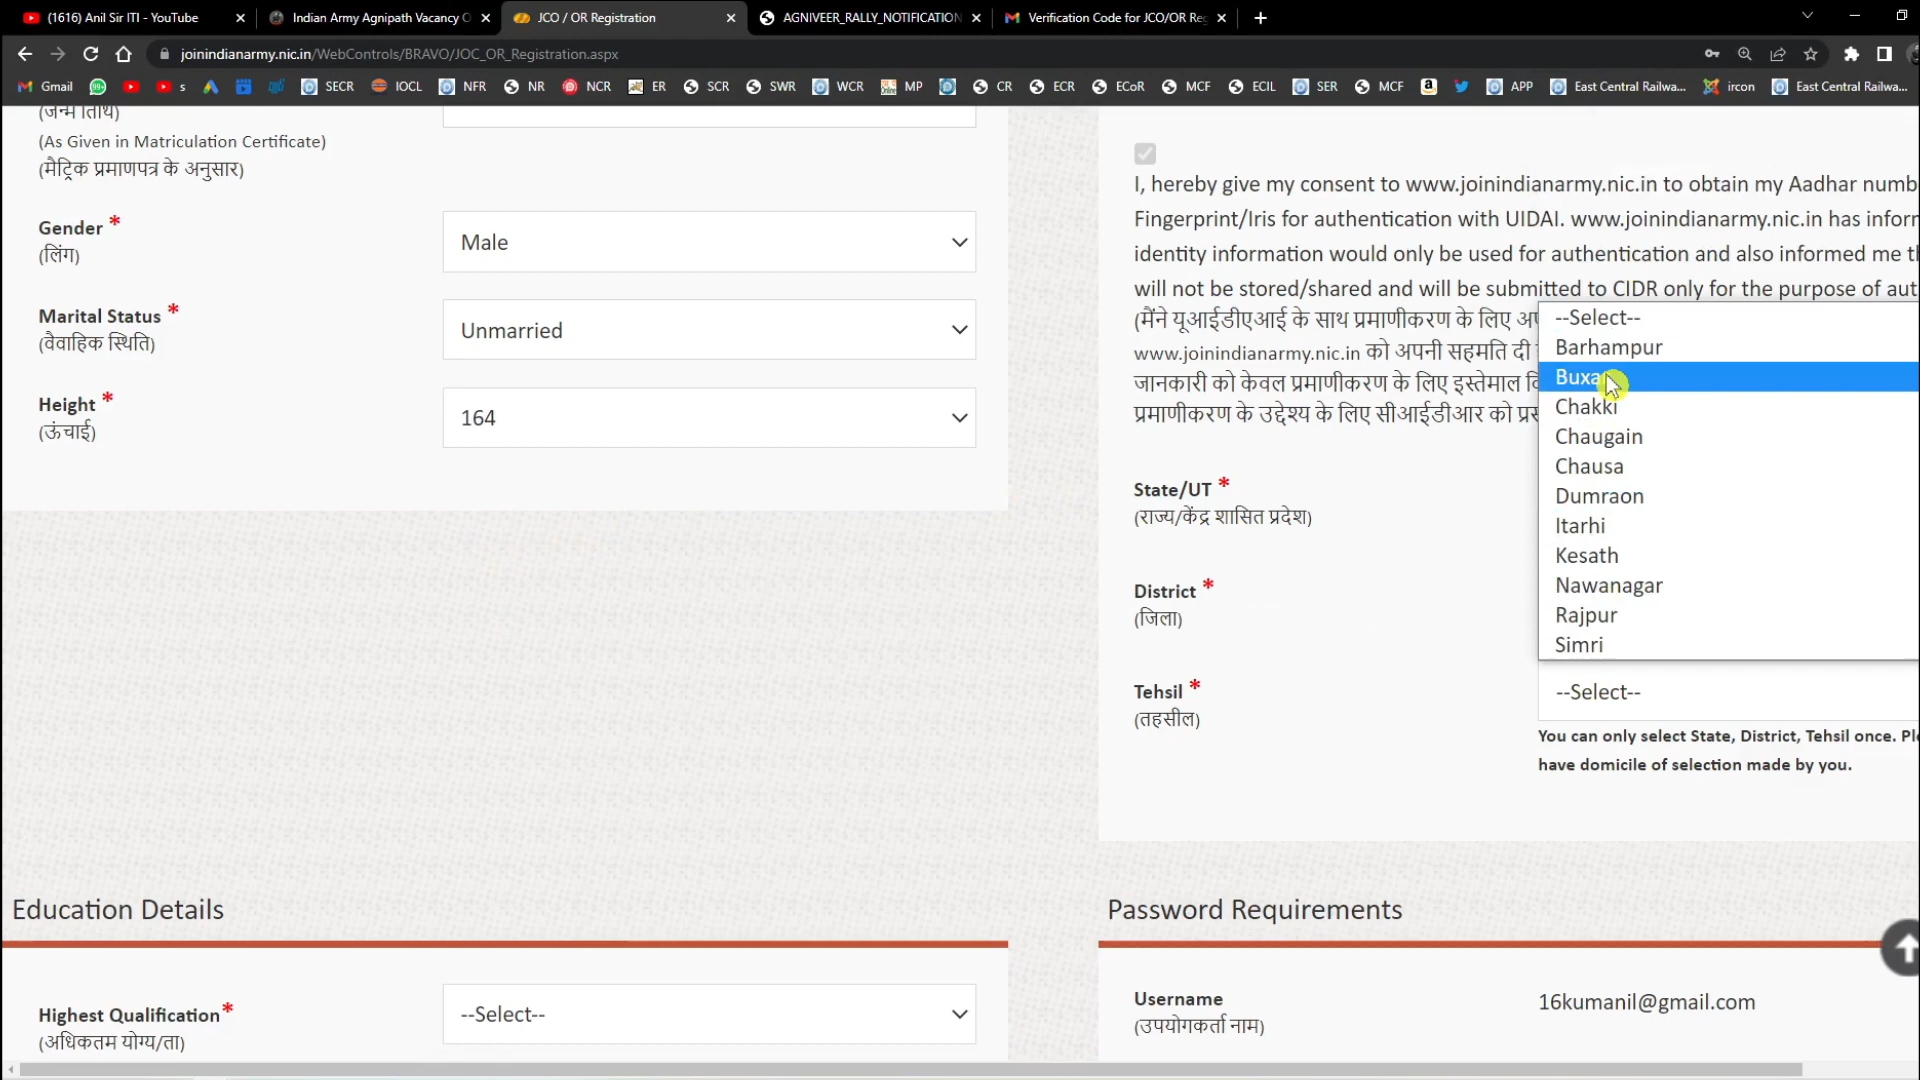 (1616) Anil Sir ITI - YouTube
Indian Army Agnipath Vacancy O
JCO / OR Registration
AGNIVEER_RALLY_NOTIFICATION
Verification Code for JCO/OR Reg
joinindianarmy.nic.in/WebControls/BRAVO/JOC_OR_Registration.aspx
Gmail
s
SECR
IOCL
NFR
NR
NCR
ER
SCR
SWR
WCR
MP
CR
ECR
ECoR
MCF
ECIL
SER
MCF
APP
East Central Railwa...
ircon
East Central Railwa...
(जन्म तिथि)
(As Given in Matriculation Certificate)
(मैट्रिक प्रमाणपत्र के अनुसार)
Gender *
(लिंग)
Male
Marital Status *
(वैवाहिक स्थिति)
Unmarried
Height *
(ऊंचाई)
164
I, hereby give my consent to www.joinindianarmy.nic.in to obtain my Aadhar numb
Fingerprint/Iris for authentication with UIDAI. www.joinindianarmy.nic.in has infor
identity information would only be used for authentication and also informed me th
will not be stored/shared and will be submitted to CIDR only for the purpose of aut
(मैंने यूआईडीएआई के साथ प्रमाणीकरण के लिए
www.joinindianarmy.nic.in को अपनी सहमति दी
जानकारी को केवल प्रमाणीकरण के लिए इस्तेमाल
प्रमाणीकरण के उद्देश्य के लिए सीआईडीआर को
--Select--
Barhampur
Buxa
Chakki
Chaugain
Chausa
Dumraon
Itarhi
Kesath
Nawanagar
Rajpur
Simri
State/UT *
(राज्य/केंद्र शासित प्रदेश)
District *
(जिला)
Tehsil *
(तहसील)
--Select--
You can only select State, District, Tehsil once. Pl
have domicile of selection made by you.
Education Details
Highest Qualification*
(अधिकतम योग्य/ता)
--Select--
Password Requirements
Username
(उपयोगकर्ता नाम)
16kumanil@gmail.com